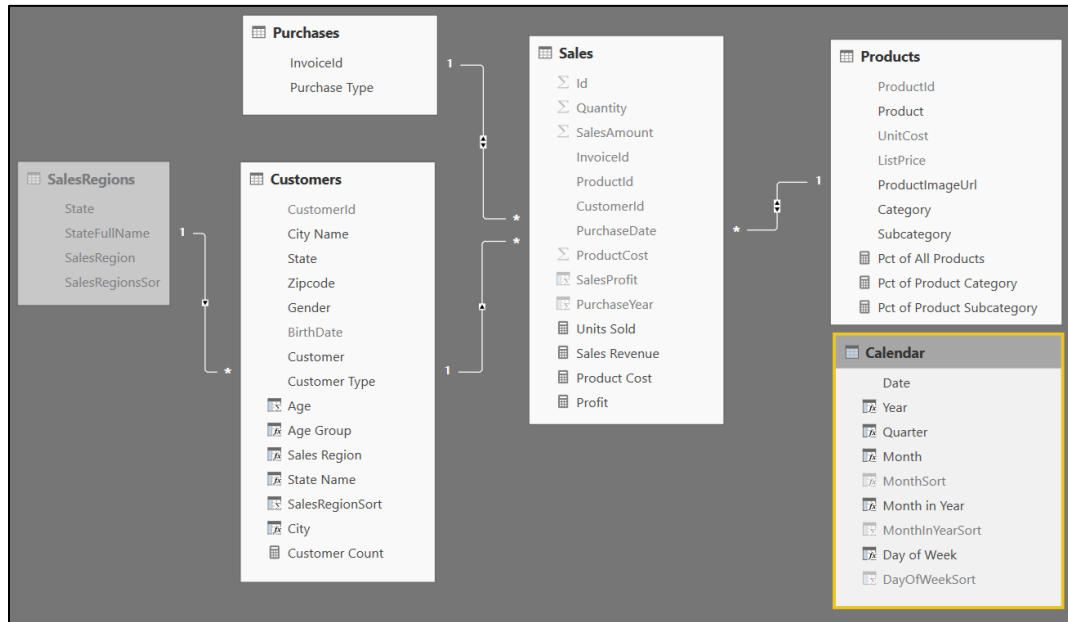 Purchases
InvoiceId
Purchase Type
SalesRegions
State
StateFullName
SalesRegion
SalesRegionsSor
Customers
CustomerId
City Name
State
Zipcode
Gender
BirthDate
Customer
Customer Type
Age
Age Group
Sales Region
State Name
SalesRegionSort
City
Customer Count
Sales
Σ Id
Σ Quantity
Σ SalesAmount
InvoiceId
ProductId
CustomerId
PurchaseDate
Σ ProductCost
SalesProfit
PurchaseYear
Units Sold
Sales Revenue
Product Cost
Profit
Products
ProductId
Product
UnitCost
ListPrice
ProductImageUrl
Category
Subcategory
Pct of All Products
Pct of Product Category
Pct of Product Subcategory
Calendar
Date
Year
Quarter
Month
MonthSort
Month in Year
MonthInYearSort
Day of Week
DayOfWeekSort
1
*
1
*
1
*
1
*